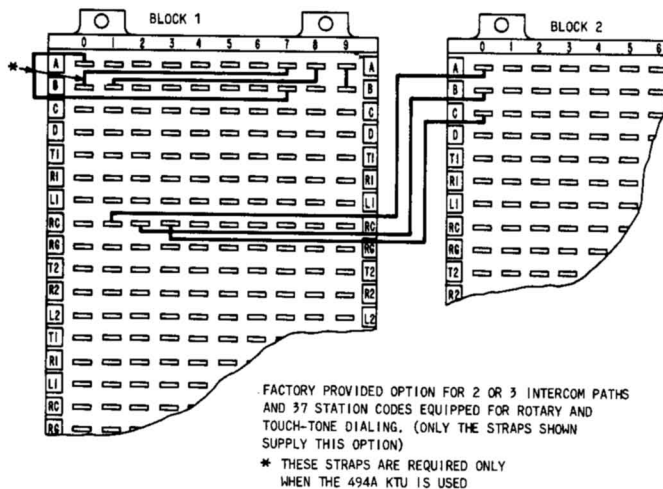 BLOCK 1
BLOCK 2
0 1 2 3 4 5 6 7 8 9
0 1 2 3 4 5 6
*
A A A
B B B
C C C
D D D
T1 T1 T1
R1 R1 R1
L1 L1 L1
RC RC RC
RG RG RG
T2 T2 T2
R2 R2 R2
L2 L2
T1
R1
L1
RC
RG
FACTORY PROVIDED OPTION FOR 2 OR 3 INTERCOM PATHS
AND 37 STATION CODES EQUIPPED FOR ROTARY AND
TOUCH-TONE DIALING. (ONLY THE STRAPS SHOWN
SUPPLY THIS OPTION)
* THESE STRAPS ARE REQUIRED ONLY
WHEN THE 494A KTU IS USED